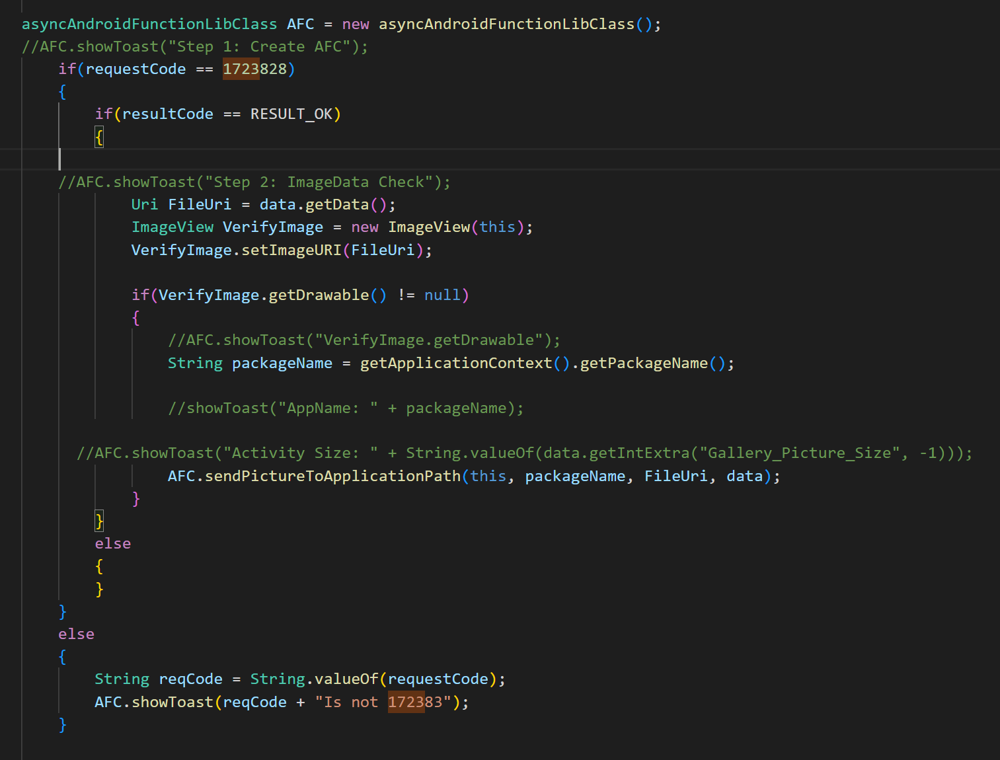 asyncAndroidFunctionLibClass AFC = new asyncAndroidFunctionLibClass();
//AFC.showToast("Step 1: Create AFC");
if(requestCode == 1723828)
{
if(resultCode == RESULT_OK)
{
//AFC.showToast("Step 2: ImageData Check");
Uri FileUri = data.getData();
ImageView VerifyImage = new ImageView(this);
VerifyImage.setImageURI(FileUri);
if(VerifyImage.getDrawable() != null)
{
//AFC.showToast("VerifyImage.getDrawable");
String packageName = getApplicationContext().getPackageName();
//showToast("AppName: " + packageName);
//AFC.showToast("Activity Size: " + String.valueOf(data.getIntExtra("Gallery_Picture_Size", -1)));
AFC.sendPictureToApplicationPath(this, packageName, FileUri, data);
}
}
else
{
}
}
else
{
String reqCode = String.valueOf(requestCode);
AFC.showToast(reqCode + "Is not 172383");
}